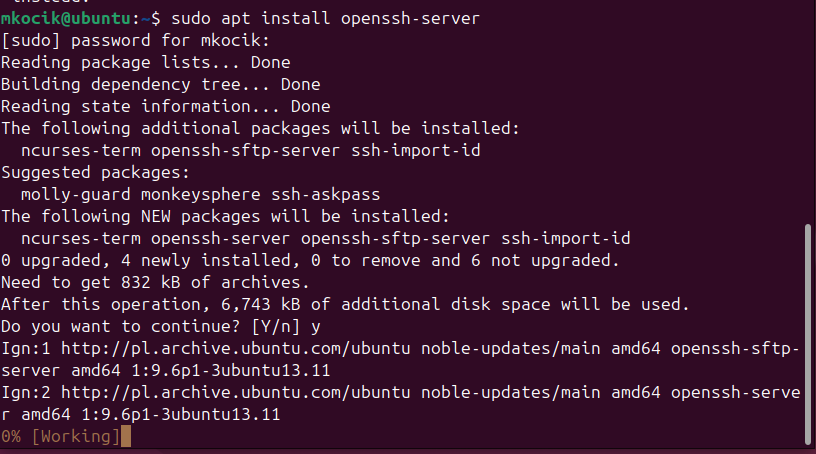 instead.
mkocik@ubuntu:~$ sudo apt install openssh-server
[sudo] password for mkocik:
Reading package lists... Done
Building dependency tree... Done
Reading state information... Done
The following additional packages will be installed:
  ncurses-term openssh-sftp-server ssh-import-id
Suggested packages:
  molly-guard monkeysphere ssh-askpass
The following NEW packages will be installed:
  ncurses-term openssh-server openssh-sftp-server ssh-import-id
0 upgraded, 4 newly installed, 0 to remove and 6 not upgraded.
Need to get 832 kB of archives.
After this operation, 6,743 kB of additional disk space will be used.
Do you want to continue? [Y/n] y
Ign:1 http://pl.archive.ubuntu.com/ubuntu noble-updates/main amd64 openssh-sftp-
server amd64 1:9.6p1-3ubuntu13.11
Ign:2 http://pl.archive.ubuntu.com/ubuntu noble-updates/main amd64 openssh-serve
r amd64 1:9.6p1-3ubuntu13.11
0% [Working]